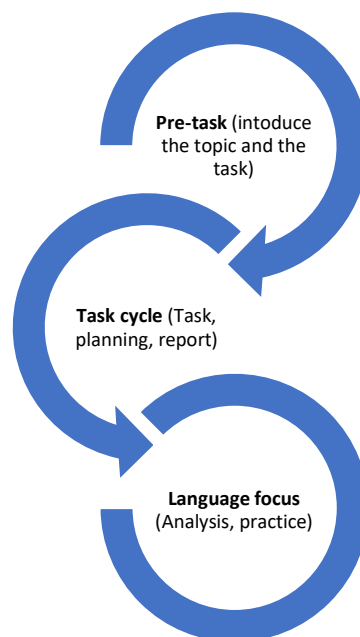 Pre-task (intoduce
the topic and the
task)
Task cycle (Task,
planning, report)
Language focus
(Analysis, practice)